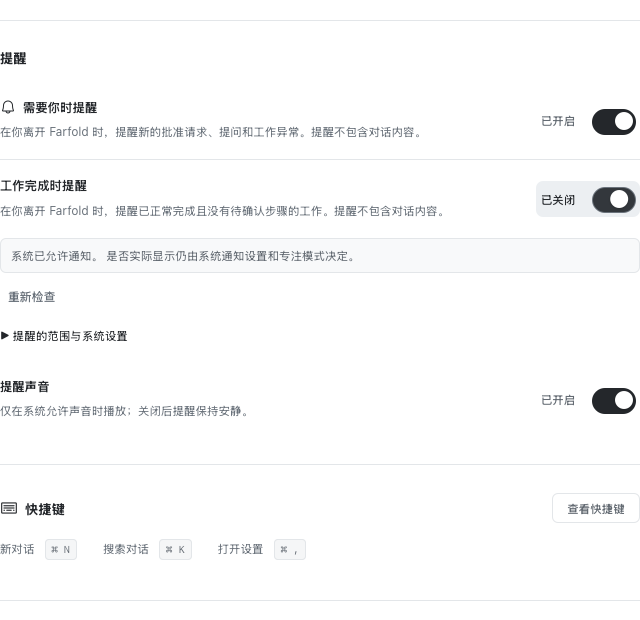 提醒
需要你时提醒
在你离开 Farfold 时，提醒新的批准请求、提问和工作异常。提醒不包含对话内容。
已开启
工作完成时提醒
在你离开 Farfold 时，提醒已正常完成且没有待确认步骤的工作。提醒不包含对话内容。
已关闭
系统已允许通知。 是否实际显示仍由系统通知设置和专注模式决定。
重新检查
▶ 提醒的范围与系统设置
提醒声音
仅在系统允许声音时播放；关闭后提醒保持安静。
已开启
快捷键
查看快捷键
新对话 ⌘ N 搜索对话 ⌘ K 打开设置 ⌘ ,